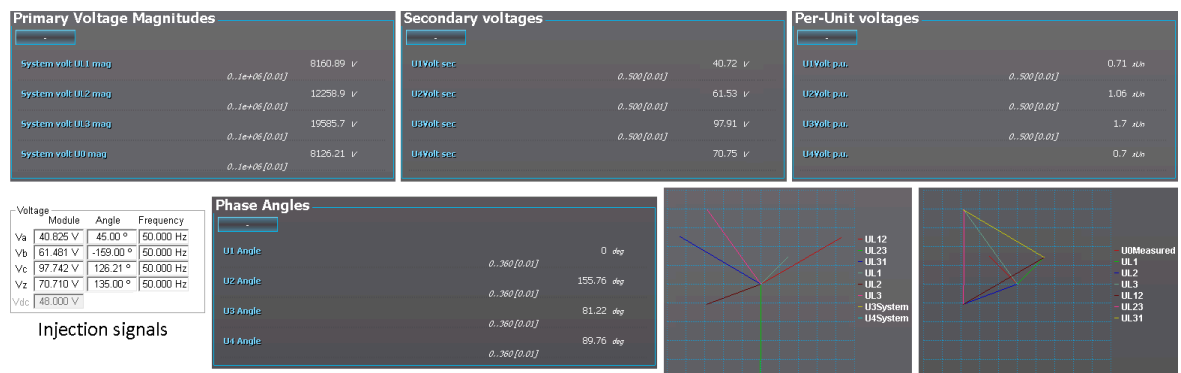 Primary Voltage Magnitudes
-
System volt UL1 mag 8160.89 V
0..1e+06 [0.01]
System volt UL2 mag 12258.9 V
0..1e+06 [0.01]
System volt UL3 mag 19585.7 V
0..1e+06 [0.01]
System volt U0 mag 8126.21 V
0..1e+06 [0.01]
Secondary voltages
-
U1Volt sec 40.72 V
0..500 [0.01]
U2Volt sec 61.53 V
0..500 [0.01]
U3Volt sec 97.91 V
0..500 [0.01]
U4Volt sec 70.75 V
Per-Unit voltages
-
U1Volt p.u. 0.71 xUn
0..500 [0.01]
U2Volt p.u. 1.06 xUn
0..500 [0.01]
U3Volt p.u. 1.7 xUn
0..500 [0.01]
U4Volt p.u. 0.7 xUn
Voltage
Module Angle Frequency
Va 40.825 V 45.00 º 50.000 Hz
Vb 61.481 V -159.00 º 50.000 Hz
Vc 97.742 V 126.21 º 50.000 Hz
Vz 70.710 V 135.00 º 50.000 Hz
Vdc 48.000 V
Injection signals
Phase Angles
-
U1 Angle 0 deg
0..360 [0.01]
U2 Angle 155.76 deg
0..360 [0.01]
U3 Angle 81.22 deg
0..360 [0.01]
U4 Angle 89.76 deg
0..360 [0.01]
UL12
UL23
UL31
UL1
UL2
UL3
U3System
U4System
U0Measured
UL1
UL2
UL3
UL12
UL23
UL31